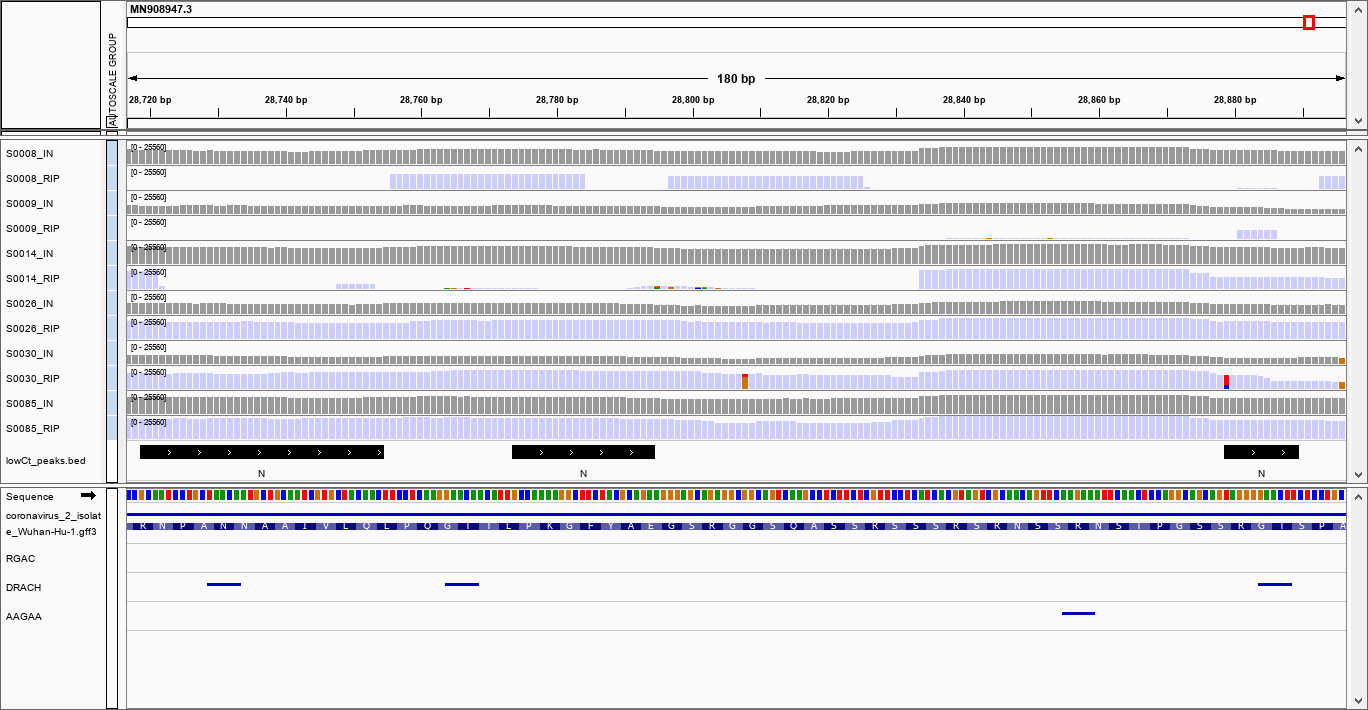 MN908947.3
AUTOSCALE GROUP
180 bp
28,720 bp 28,740 bp 28,760 bp 28,780 bp 28,800 bp 28,820 bp 28,840 bp 28,860 bp 28,880 bp
S0008_IN [0 - 25560]
S0008_RIP [0 - 25560]
S0009_IN [0 - 25560]
S0009_RIP [0 - 25560]
S0014_IN [0 - 25560]
S0014_RIP [0 - 25560]
S0026_IN [0 - 25560]
S0026_RIP [0 - 25560]
S0030_IN [0 - 25560]
S0030_RIP [0 - 25560]
S0085_IN [0 - 25560]
S0085_RIP [0 - 25560]
lowCt_peaks.bed
N N N
Sequence
coronavirus_2_isolat
e_Wuhan-Hu-1.gff3
R N P A N N A A I V L Q L P Q G T T L P K G F Y A E G S R G G S Q A S S R S S S R S R N S S R N S T P G S S R G T S P A
RGAC
DRACH
AAGAA